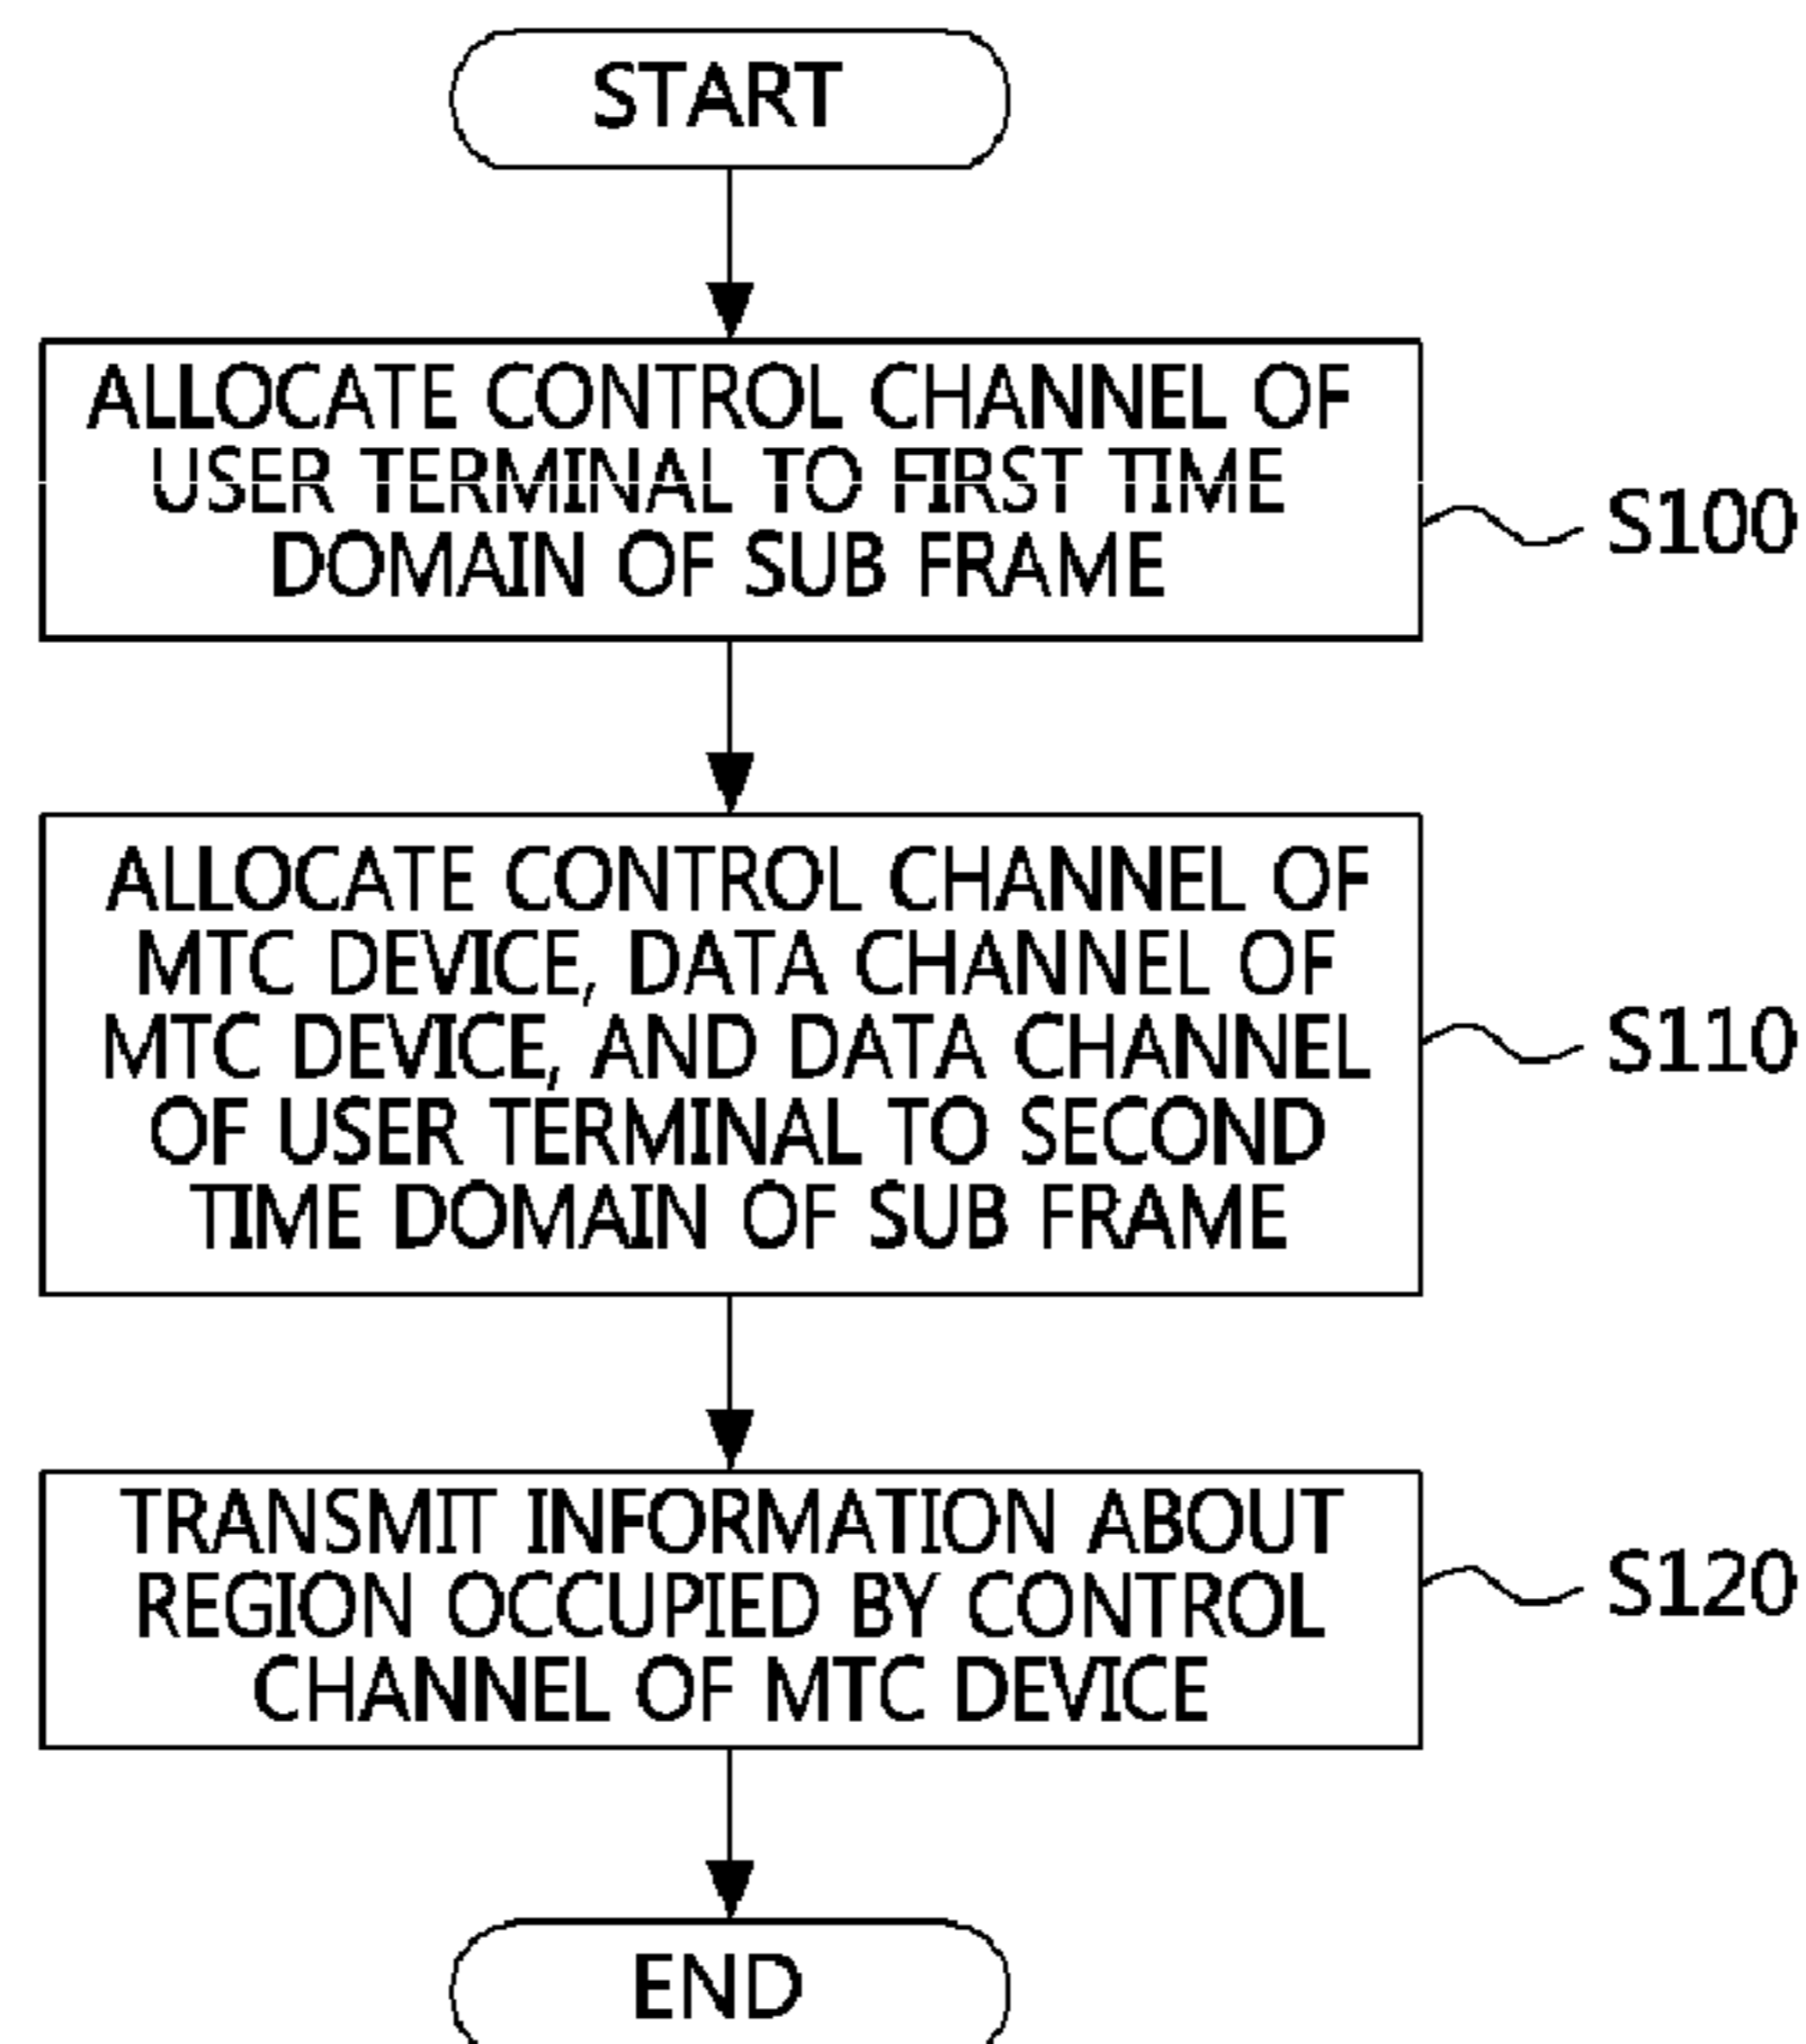 START
ALLOCATE CONTROL CHANNEL OF
USER TERMINAL TO FIRST TIME
DOMAIN OF SUB FRAME
S100
ALLOCATE CONTROL CHANNEL OF
MTC DEVICE, DATA CHANNEL OF
MTC DEVICE, AND DATA CHANNEL
OF USER TERMINAL TO SECOND
TIME DOMAIN OF SUB FRAME
S110
TRANSMIT INFORMATION ABOUT
REGION OCCUPIED BY CONTROL
CHANNEL OF MTC DEVICE
S120
END